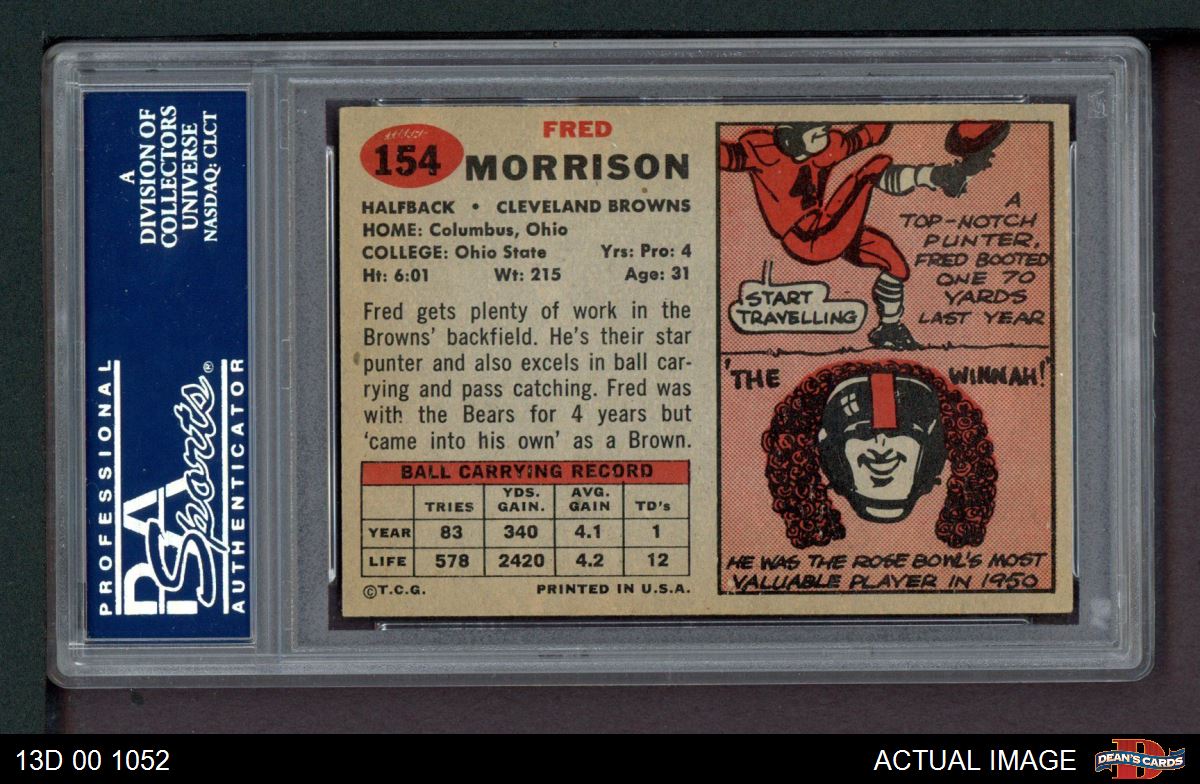 A
DIVISION OF
COLLECTORS
UNIVERSE
NASDAQ: CLCT
PROFESSIONAL
PSA
Sports®
AUTHENTICATOR
154
FRED
MORRISON
HALFBACK • CLEVELAND BROWNS
HOME: Columbus, Ohio
COLLEGE: Ohio State Yrs: Pro: 4
Ht: 6:01 Wt: 215 Age: 31
Fred gets plenty of work in the
Browns’ backfield. He’s their star
punter and also excels in ball car-
rying and pass catching. Fred was
with the Bears for 4 years but
‘came into his own’ as a Brown.
BALL CARRYING RECORD
TRIES YDS. GAIN. AVG. GAIN TD's
YEAR 83 340 4.1 1
LIFE 578 2420 4.2 12
©T.C.G. PRINTED IN U.S.A.
4
A
TOP-NOTCH
PUNTER,
FRED BOOTED
ONE 70
YARDS
LAST YEAR
START
TRAVELLING
'THE WINNAH!'
HE WAS THE ROSE BOWL'S MOST
VALUABLE PLAYER IN 1950
13D 00 1052
ACTUAL IMAGE
D
DEAN'S CARDS